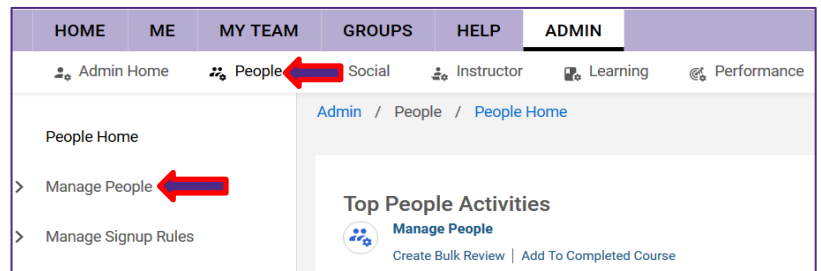 HOME ME MY TEAM GROUPS HELP ADMIN
Admin Home People Social Instructor Learning Performance
Admin / People / People Home
People Home
Manage People
Manage Signup Rules
Top People Activities
Manage People
Create Bulk Review | Add To Completed Course